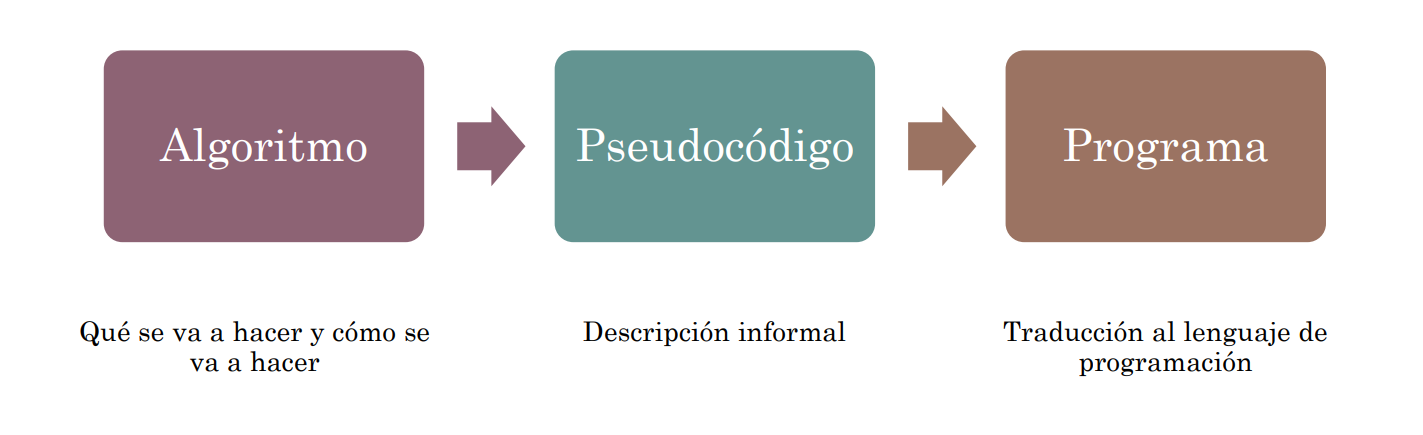 Algoritmo
Pseudocódigo
Programa
Qué se va a hacer y cómo se
va a hacer
Descripción informal
Traducción al lenguaje de
programación